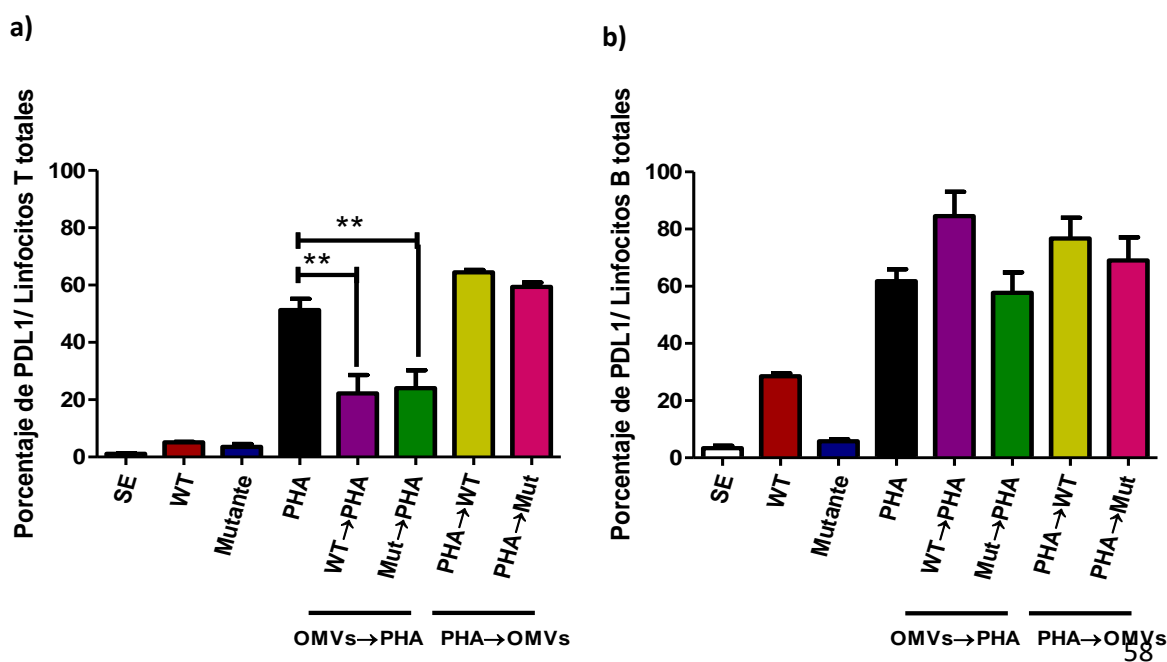 a)
Porcentaje de PDL1/ Linfocitos T totales
100
80
60
40
20
0
**
**
SE
WT
Mutante
PHA
WT→PHA
Mut→PHA
PHA→WT
PHA→Mut
OMVs→PHA
PHA→OMVs
b)
Porcentaje de PDL1/ Linfocitos B totales
100
80
60
40
20
0
SE
WT
Mutante
PHA
WT→PHA
Mut→PHA
PHA→WT
PHA→Mut
OMVs→PHA
PHA→OMVs
58